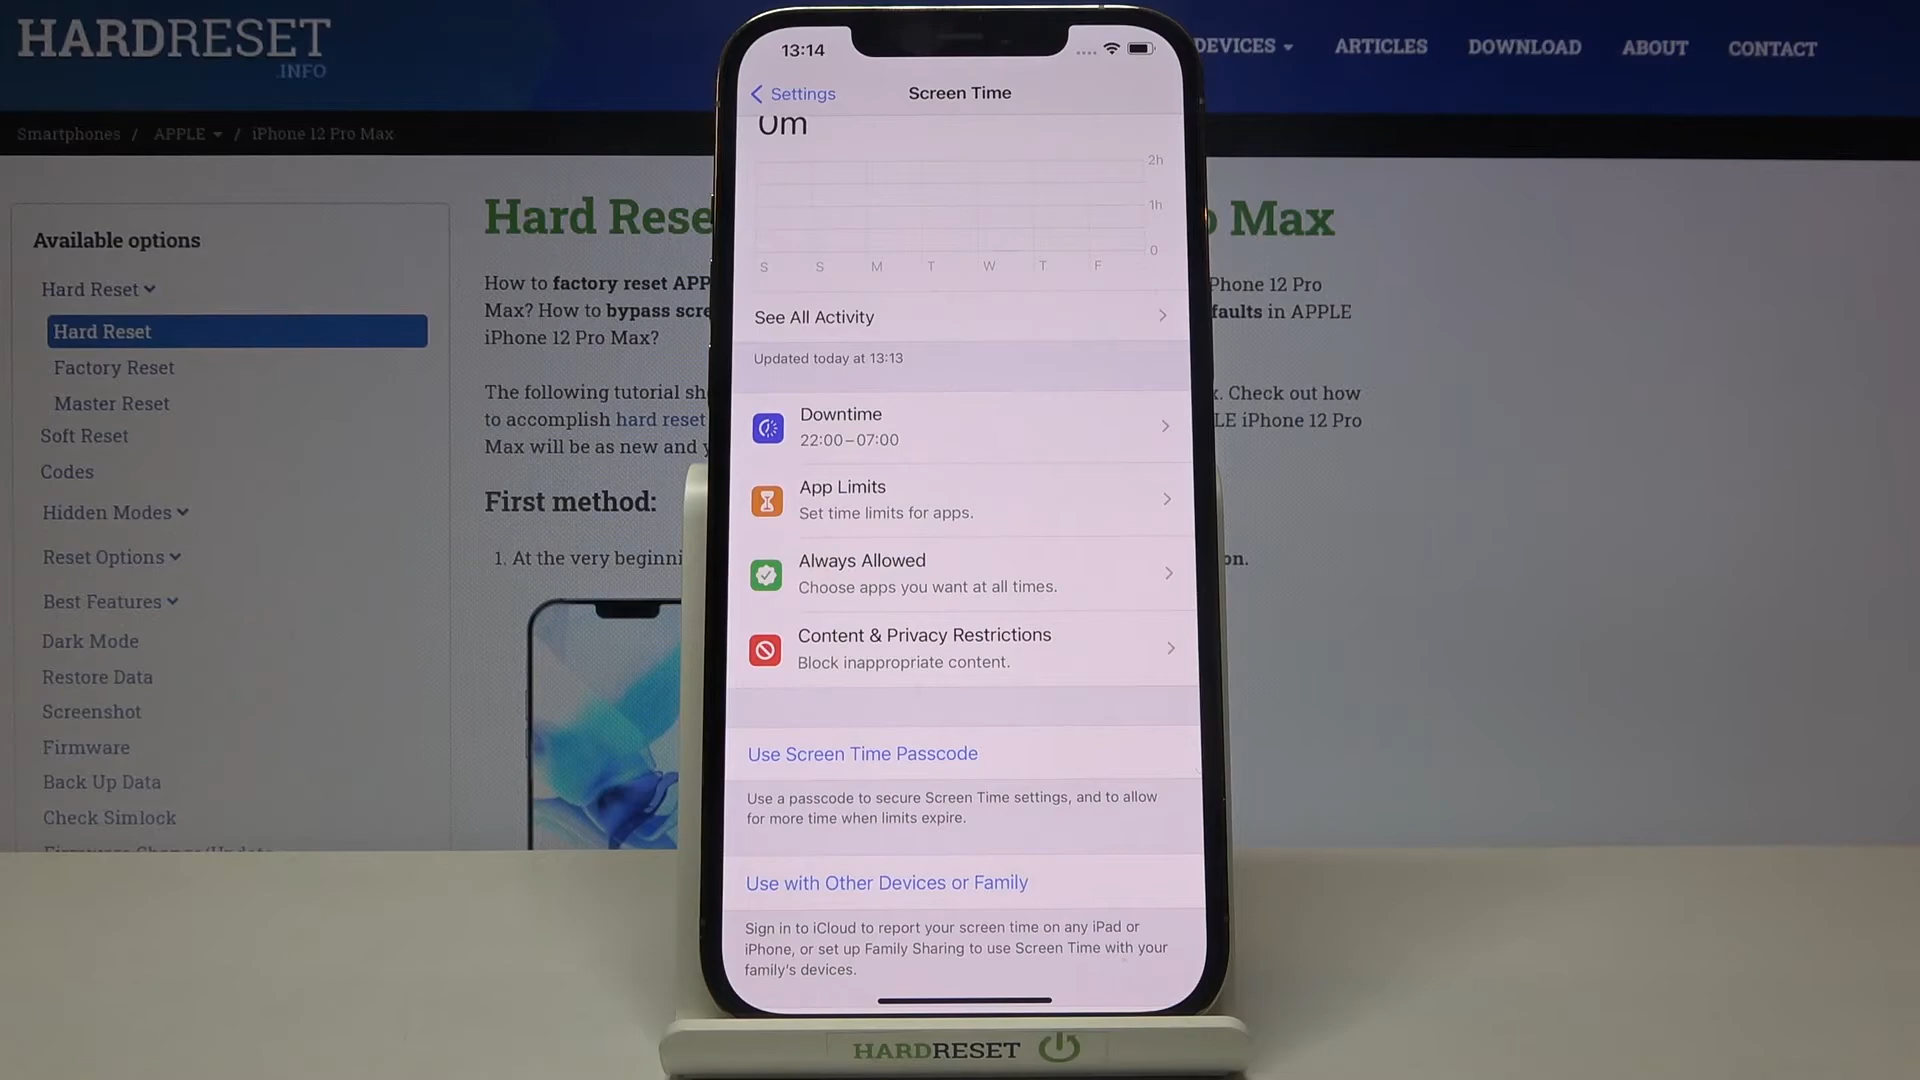 HARDRESET
.INFO
DEVICES
ARTICLES
DOWNLOAD
ABOUT
CONTACT
Smartphones / APPLE / iPhone 12 Pro Max
Available options
Hard Reset
Hard Reset
Factory Reset
Master Reset
Soft Reset
Codes
Hidden Modes
Reset Options
Best Features
Dark Mode
Restore Data
Screenshot
Firmware
Back Up Data
Check Simlock
Hard Rese
Max
How to factory reset APP
Phone 12 Pro
Max? How to bypass scre
faults in APPLE
iPhone 12 Pro Max?
The following tutorial sh
. Check out how
to accomplish hard reset
LE iPhone 12 Pro
Max will be as new and y
First method:
1. At the very beginni
on.
13:14
Settings
Screen Time
0m
2h
1h
0
S S M T W T F
See All Activity
Updated today at 13:13
Downtime
22:00–07:00
App Limits
Set time limits for apps.
Always Allowed
Choose apps you want at all times.
Content & Privacy Restrictions
Block inappropriate content.
Use Screen Time Passcode
Use a passcode to secure Screen Time settings, and to allow
for more time when limits expire.
Use with Other Devices or Family
Sign in to iCloud to report your screen time on any iPad or
iPhone, or set up Family Sharing to use Screen Time with your
family's devices.
HARDRESET